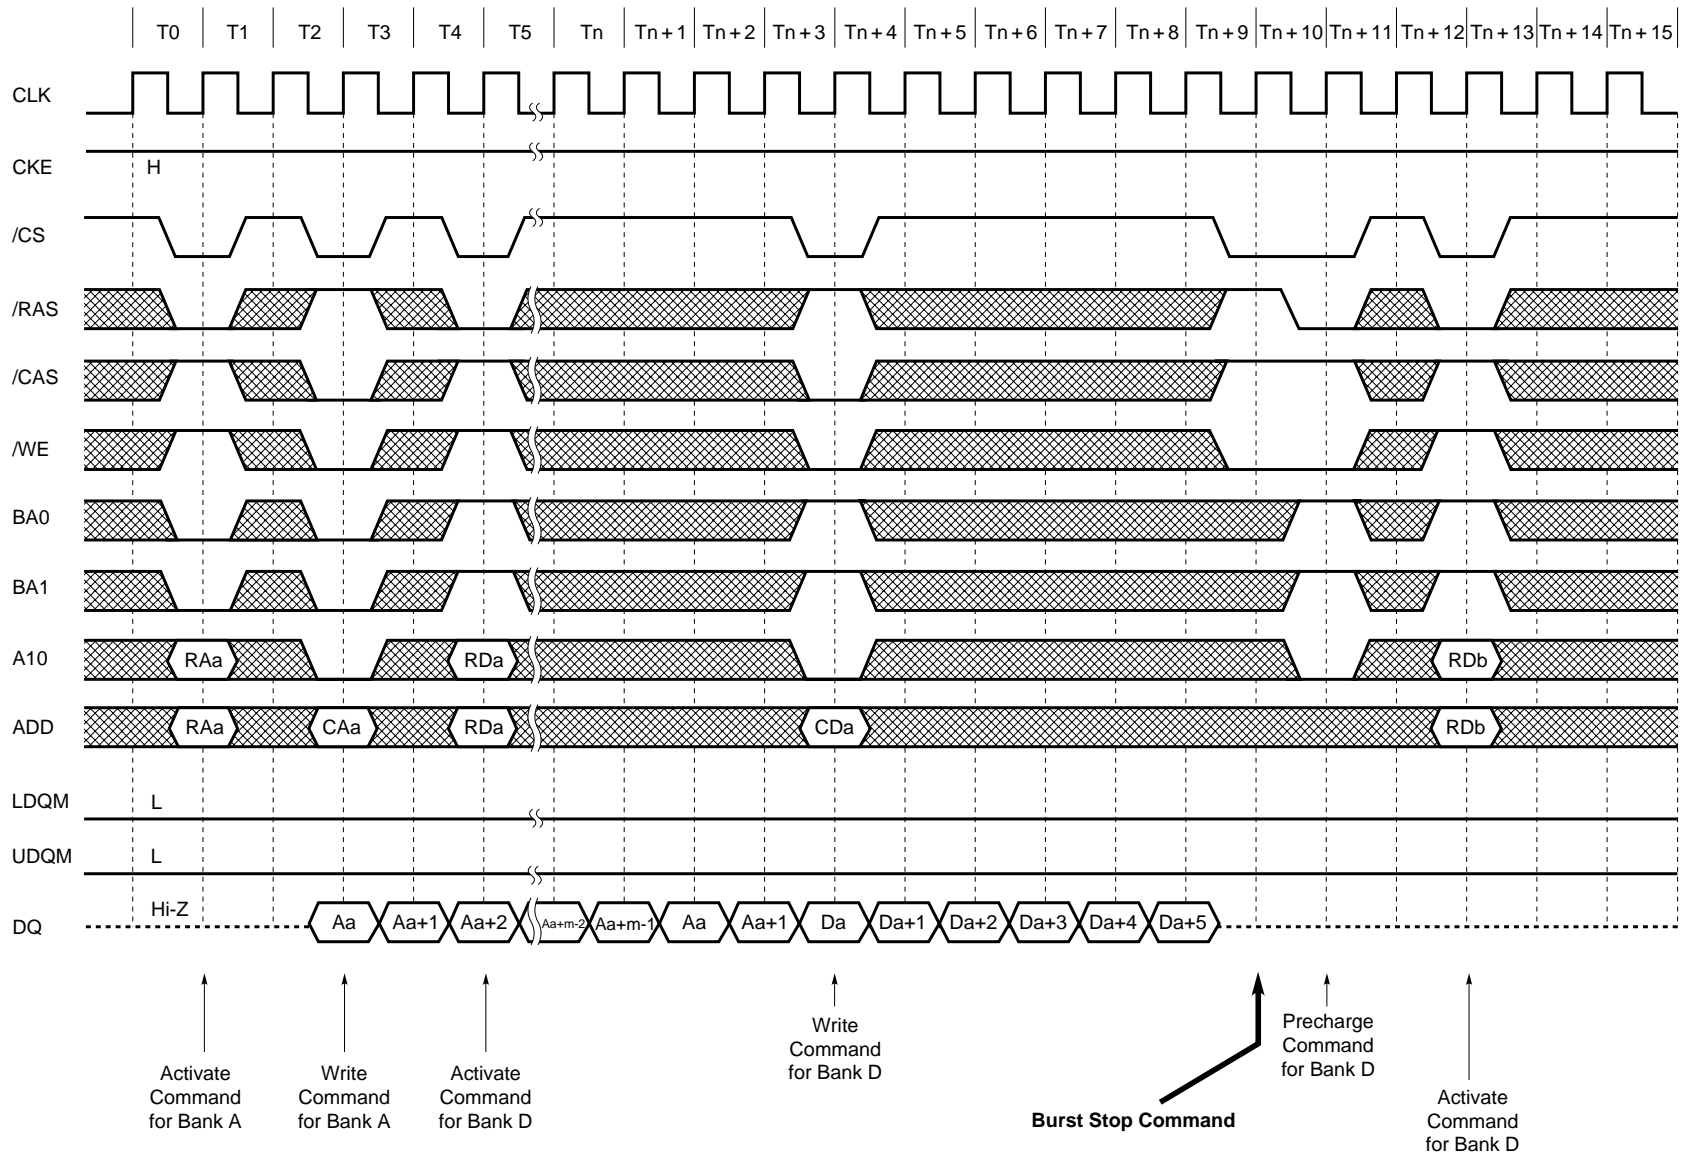 T0 T1 T2 T3 T4 T5 Tn Tn + 1 Tn + 2 Tn + 3 Tn + 4 Tn + 5 Tn + 6 Tn + 7 Tn + 8 Tn + 9 Tn + 10 Tn + 11 Tn + 12 Tn + 13 Tn + 14 Tn + 15
CLK
CKE H
/CS
/RAS
/CAS
/WE
BA0
BA1
A10 RAa RDa RDb
ADD RAa CAa RDa CDa RDb
LDQM L
UDQM L
DQ Hi-Z Aa Aa+1 Aa+2 Aa+m-2 Aa+m-1 Aa Aa+1 Da Da+1 Da+2 Da+3 Da+4 Da+5
Activate
Command
for Bank A
Write
Command
for Bank A
Activate
Command
for Bank D
Write
Command
for Bank D
Burst Stop Command
Precharge
Command
for Bank D
Activate
Command
for Bank D